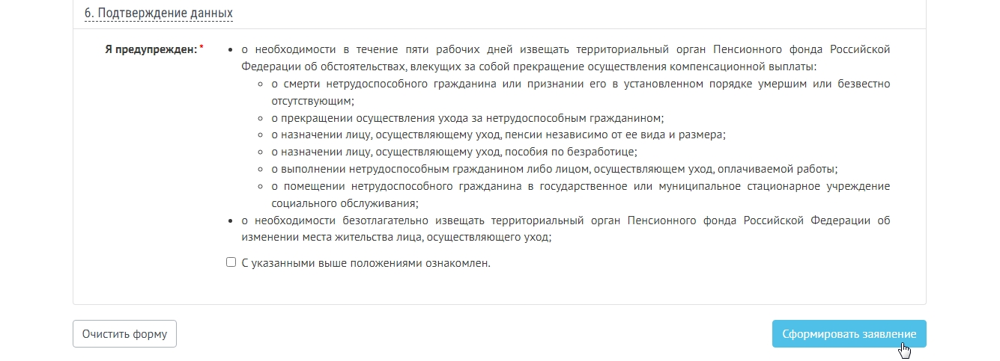 6. Подтверждение данных
Я предупрежден: *
• о необходимости в течение пяти рабочих дней извещать территориальный орган Пенсионного фонда Российской
Федерации об обстоятельствах, влекущих за собой прекращение осуществления компенсационной выплаты:
◦ о смерти нетрудоспособного гражданина или признании его в установленном порядке умершим или безвестно
отсутствующим;
◦ о прекращении осуществления ухода за нетрудоспособным гражданином;
◦ о назначении лицу, осуществляющему уход, пенсии независимо от ее вида и размера;
◦ о назначении лицу, осуществляющему уход, пособия по безработице;
◦ о выполнении нетрудоспособным гражданином либо лицом, осуществляющем уход, оплачиваемой работы;
◦ о помещении нетрудоспособного гражданина в государственное или муниципальное стационарное учреждение
социального обслуживания;
• о необходимости безотлагательно извещать территориальный орган Пенсионного фонда Российской Федерации об
изменении места жительства лица, осуществляющего уход;
С указанными выше положениями ознакомлен.
Очистить форму
Сформировать заявление